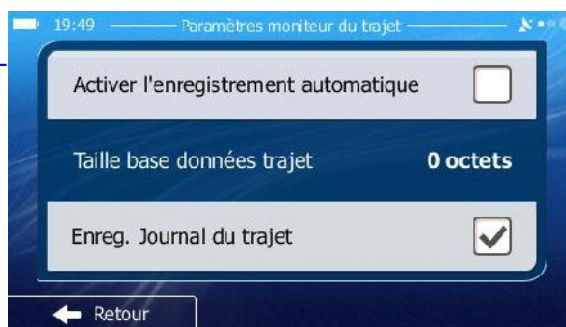 19:49 Paramètres moniteur du trajet
Activer l'enregistrement automatique
Taille base données trajet 0 octets
Enreg. Journal du trajet
Retour